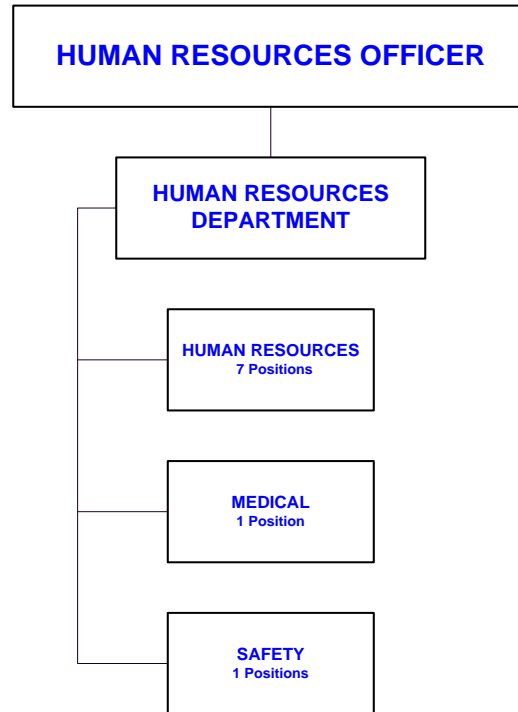 HUMAN RESOURCES OFFICER
HUMAN RESOURCES
DEPARTMENT
HUMAN RESOURCES
7 Positions
MEDICAL
1 Position
SAFETY
1 Positions